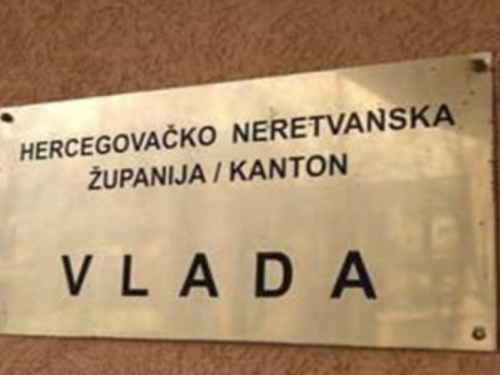 HERCEGOVAČKO NERETVANSKA
ŽUPANIJA / KANTON
VLADA